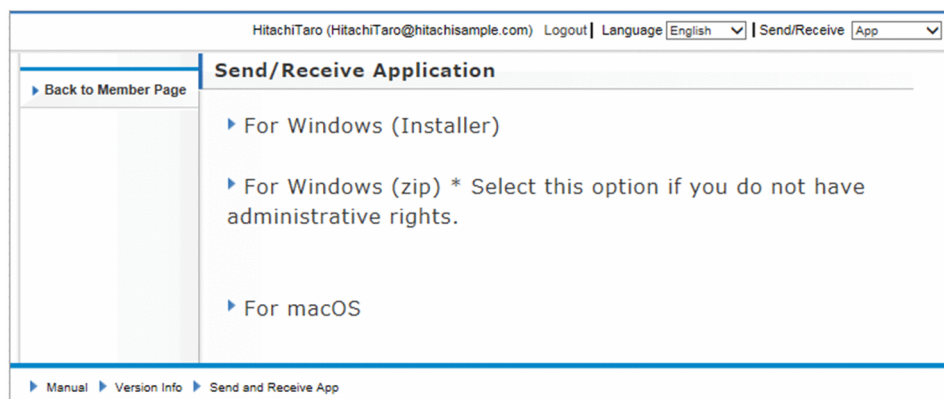 HitachiTaro (HitachiTaro@hitachisample.com) Logout Language English Send/Receive App
Back to Member Page
Send/Receive Application
For Windows (Installer)
For Windows (zip) * Select this option if you do not have
administrative rights.
For macOS
Manual Version Info Send and Receive App